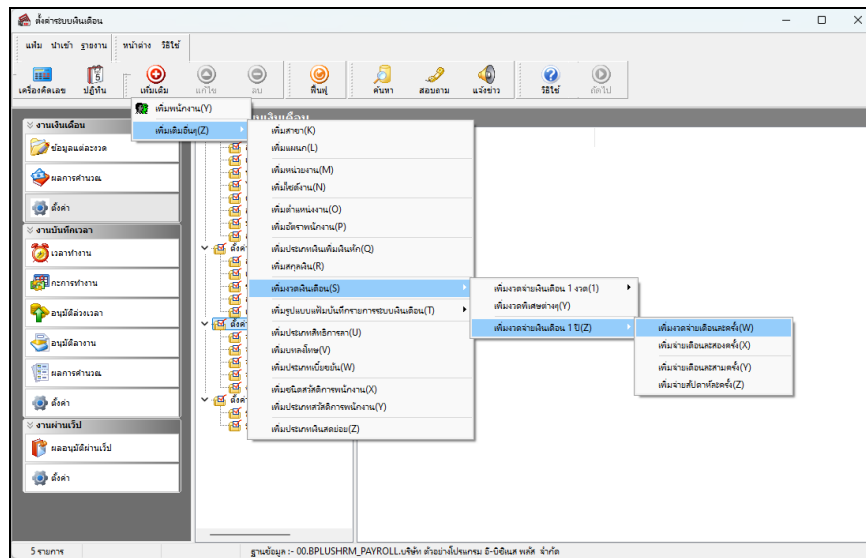 ตั้งค่าระบบเงินเดือน
แฟ้ม นำเข้า รายงาน หน้าต่าง วิธีใช้
เครื่องคิดเลข ปฏิทิน เพิ่มเติม แก้ไข ลบ ฟื้นฟู ค้นหา สอบถาม แจ้งข่าว วิธีใช้ ถัดไป
เพิ่มพนักงาน(Y)
เพิ่มเติมอื่นๆ(Z)
งานเงินเดือน
ข้อมูลแต่ละงวด
ผลการคำนวณ
ตั้งค่า
งานบันทึกเวลา
เวลาทำงาน
กะการทำงาน
อนุมัติล่วงเวลา
อนุมัติลางาน
ผลการคำนวณ
ตั้งค่า
งานผ่านเว็ป
ผลอนุมัติผ่านเว็ป
ตั้งค่า
เพิ่มสาขา(K)
เพิ่มแผนก(L)
เพิ่มหน่วยงาน(M)
เพิ่มไซต์งาน(N)
เพิ่มตำแหน่งงาน(O)
เพิ่มอัตราพนักงาน(P)
เพิ่มประเภทเงินเพิ่มเงินหัก(Q)
เพิ่มสกุลเงิน(R)
เพิ่มงวดเงินเดือน(S)
เพิ่มรูปแบบแฟ้มบันทึกรายการระบบเงินเดือน(T)
เพิ่มประเภทสิทธิการลา(U)
เพิ่มบทลงโทษ(V)
เพิ่มประเภทเบี้ยขยัน(W)
เพิ่มชนิดสวัสดิการพนักงาน(X)
เพิ่มประเภทสวัสดิการพนักงาน(Y)
เพิ่มประเภทเงินสดย่อย(Z)
เพิ่มงวดจ่ายเงินเดือน 1 งวด(1)
เพิ่มงวดพิเศษต่างๆ(Y)
เพิ่มงวดจ่ายเงินเดือน 1 ปี(Z)
เพิ่มงวดจ่ายเดือนละครั้ง(W)
เพิ่มจ่ายเดือนละสองครั้ง(X)
เพิ่มจ่ายเดือนละสามครั้ง(Y)
เพิ่มจ่ายสัปดาห์ละครั้ง(Z)
5 รายการ ฐานข้อมูล :- 00.BPLUSHRM_PAYROLL.บริษัท ตัวอย่างโปรแกรม อี-บิซิเนส พลัส จำกัด